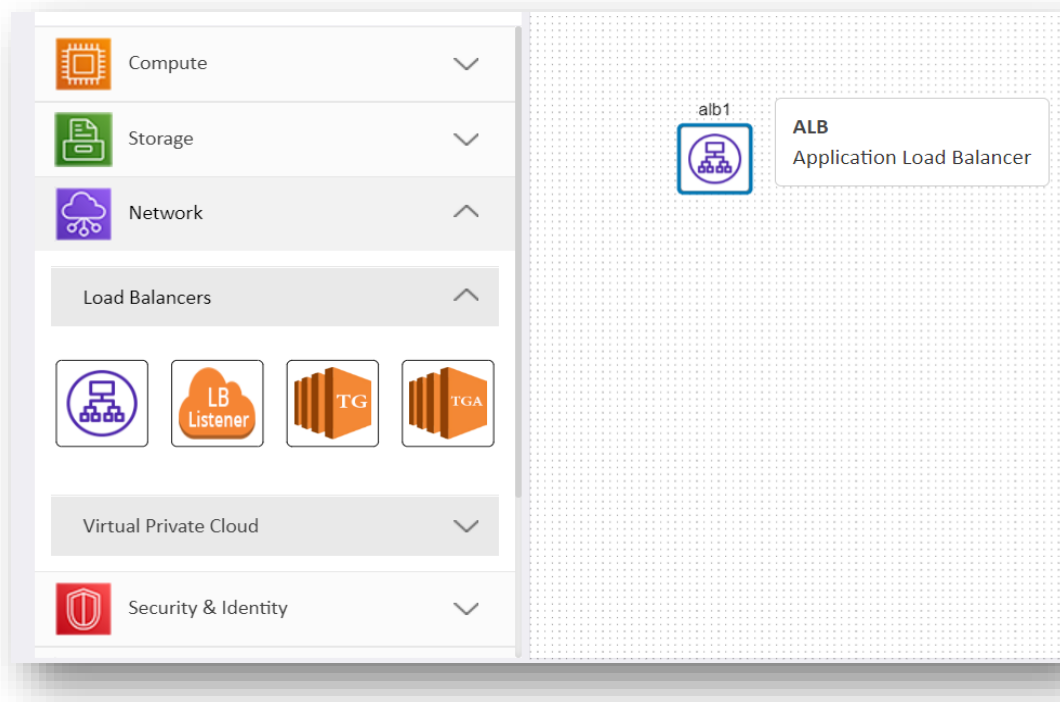 Compute
Storage
Network
Load Balancers
LB
Listener
TG
TGA
Virtual Private Cloud
Security & Identity
alb1
ALB
Application Load Balancer